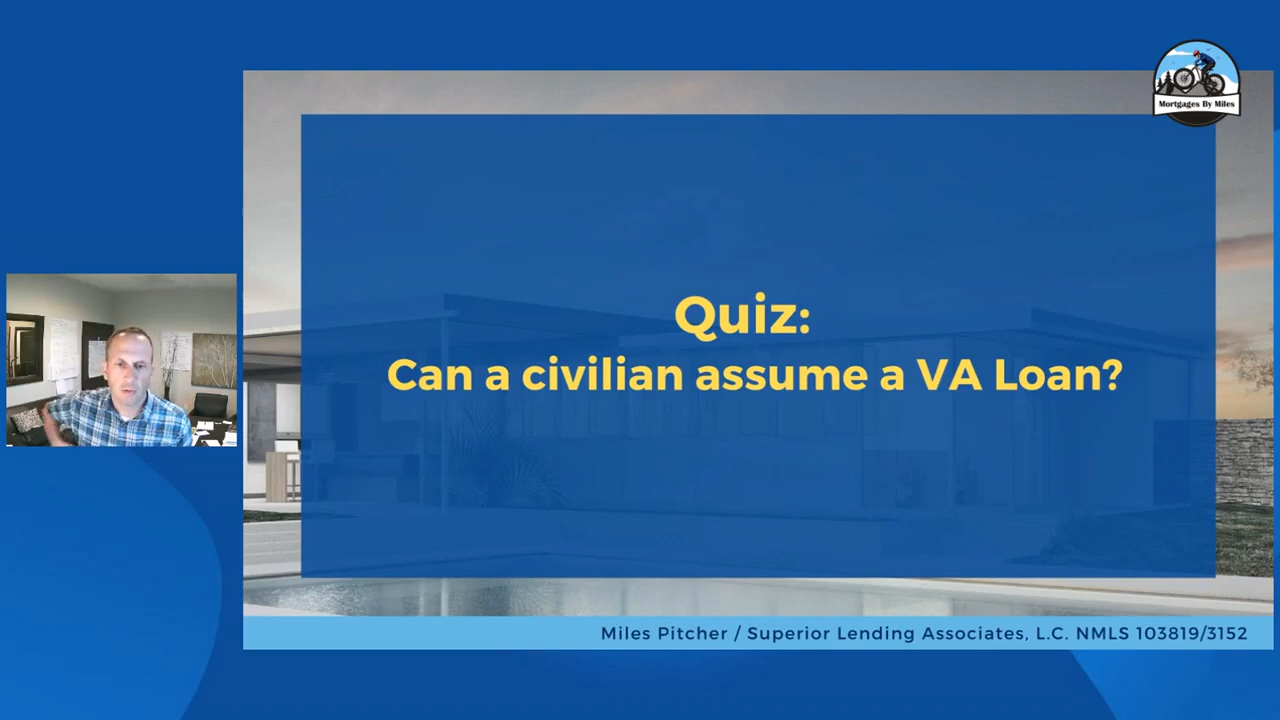 Mortgages By Miles
Quiz:
Can a civilian assume a VA Loan?
Miles Pitcher / Superior Lending Associates, L.C. NMLS 103819/3152